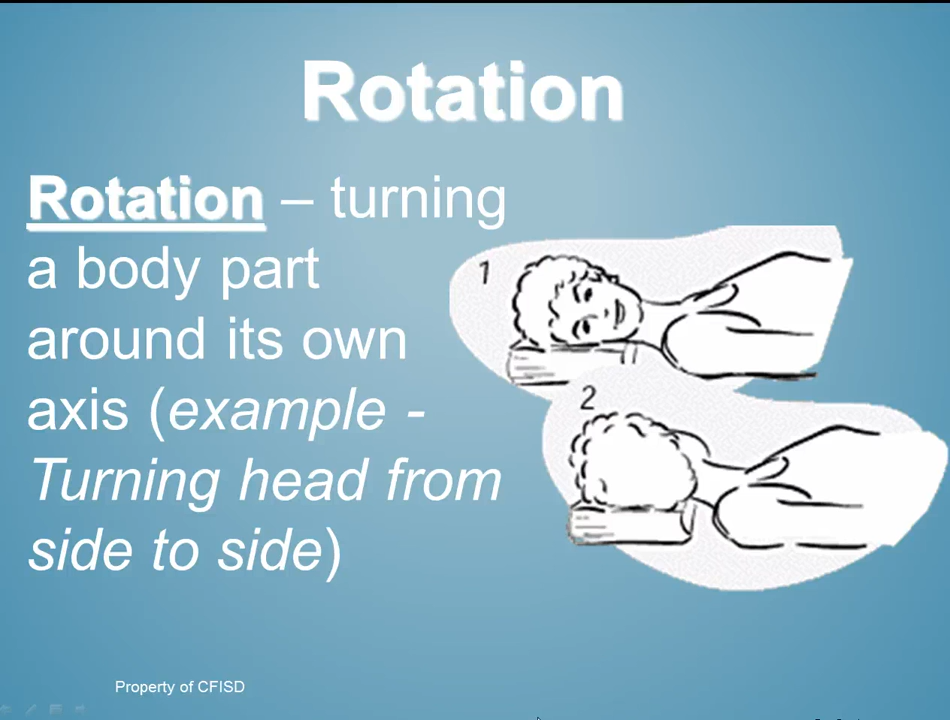 Rotation
Rotation – turning
a body part
around its own
axis (example -
Turning head from
side to side)
1
2
Property of CFISD